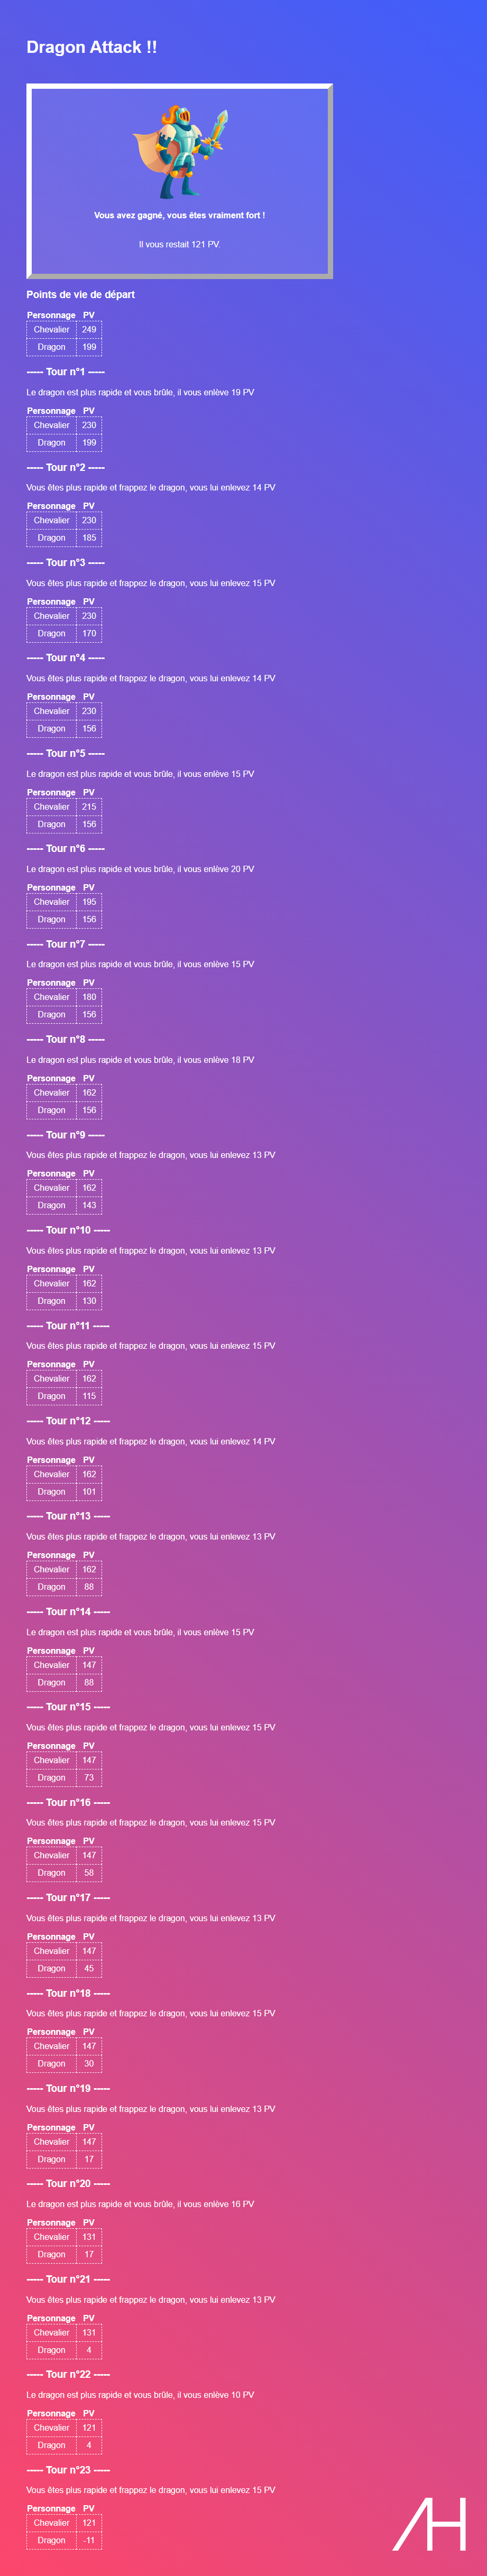 Dragon Attack !!
Vous avez gagné, vous êtes vraiment fort !
Il vous restait 121 PV.
Points de vie de départ
Personnage PV
Chevalier 249
Dragon 199
----- Tour n°1 -----
Le dragon est plus rapide et vous brûle, il vous enlève 19 PV
Personnage PV
Chevalier 230
Dragon 199
----- Tour n°2 -----
Vous êtes plus rapide et frappez le dragon, vous lui enlevez 14 PV
Personnage PV
Chevalier 230
Dragon 185
----- Tour n°3 -----
Vous êtes plus rapide et frappez le dragon, vous lui enlevez 15 PV
Personnage PV
Chevalier 230
Dragon 170
----- Tour n°4 -----
Vous êtes plus rapide et frappez le dragon, vous lui enlevez 14 PV
Personnage PV
Chevalier 230
Dragon 156
----- Tour n°5 -----
Le dragon est plus rapide et vous brûle, il vous enlève 15 PV
Personnage PV
Chevalier 215
Dragon 156
----- Tour n°6 -----
Le dragon est plus rapide et vous brûle, il vous enlève 20 PV
Personnage PV
Chevalier 195
Dragon 156
----- Tour n°7 -----
Le dragon est plus rapide et vous brûle, il vous enlève 15 PV
Personnage PV
Chevalier 180
Dragon 156
----- Tour n°8 -----
Le dragon est plus rapide et vous brûle, il vous enlève 18 PV
Personnage PV
Chevalier 162
Dragon 156
----- Tour n°9 -----
Vous êtes plus rapide et frappez le dragon, vous lui enlevez 13 PV
Personnage PV
Chevalier 162
Dragon 143
----- Tour n°10 -----
Vous êtes plus rapide et frappez le dragon, vous lui enlevez 13 PV
Personnage PV
Chevalier 162
Dragon 130
----- Tour n°11 -----
Vous êtes plus rapide et frappez le dragon, vous lui enlevez 15 PV
Personnage PV
Chevalier 162
Dragon 115
----- Tour n°12 -----
Vous êtes plus rapide et frappez le dragon, vous lui enlevez 14 PV
Personnage PV
Chevalier 162
Dragon 101
----- Tour n°13 -----
Vous êtes plus rapide et frappez le dragon, vous lui enlevez 13 PV
Personnage PV
Chevalier 162
Dragon 88
----- Tour n°14 -----
Le dragon est plus rapide et vous brûle, il vous enlève 15 PV
Personnage PV
Chevalier 147
Dragon 88
----- Tour n°15 -----
Vous êtes plus rapide et frappez le dragon, vous lui enlevez 15 PV
Personnage PV
Chevalier 147
Dragon 73
----- Tour n°16 -----
Vous êtes plus rapide et frappez le dragon, vous lui enlevez 15 PV
Personnage PV
Chevalier 147
Dragon 58
----- Tour n°17 -----
Vous êtes plus rapide et frappez le dragon, vous lui enlevez 13 PV
Personnage PV
Chevalier 147
Dragon 45
----- Tour n°18 -----
Vous êtes plus rapide et frappez le dragon, vous lui enlevez 15 PV
Personnage PV
Chevalier 147
Dragon 30
----- Tour n°19 -----
Vous êtes plus rapide et frappez le dragon, vous lui enlevez 13 PV
Personnage PV
Chevalier 147
Dragon 17
----- Tour n°20 -----
Le dragon est plus rapide et vous brûle, il vous enlève 16 PV
Personnage PV
Chevalier 131
Dragon 17
----- Tour n°21 -----
Vous êtes plus rapide et frappez le dragon, vous lui enlevez 13 PV
Personnage PV
Chevalier 131
Dragon 4
----- Tour n°22 -----
Le dragon est plus rapide et vous brûle, il vous enlève 10 PV
Personnage PV
Chevalier 121
Dragon 4
----- Tour n°23 -----
Vous êtes plus rapide et frappez le dragon, vous lui enlevez 15 PV
Personnage PV
Chevalier 121
Dragon -11
AH